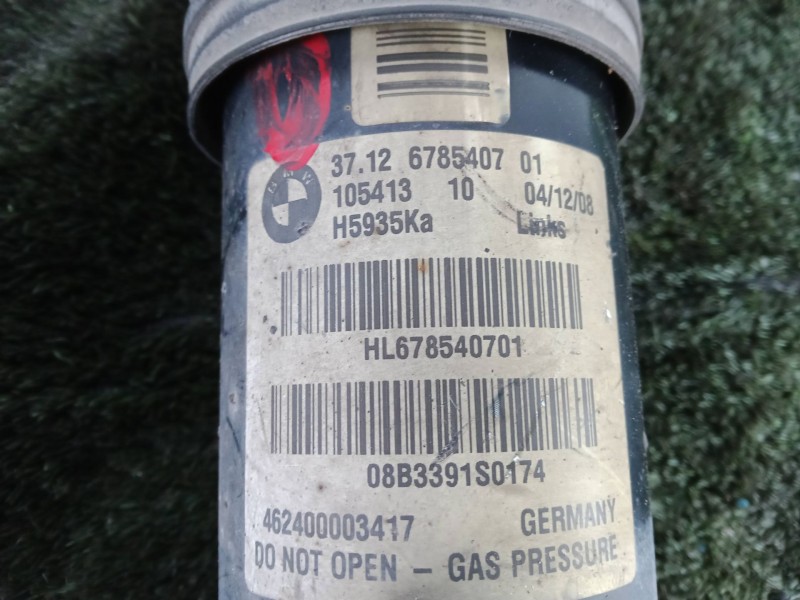 37.12 6785407 01
105413 10 04/12/08
H5935Ka Links
HL678540701
08B3391S0174
462400003417 GERMANY
DO NOT OPEN - GAS PRESSURE